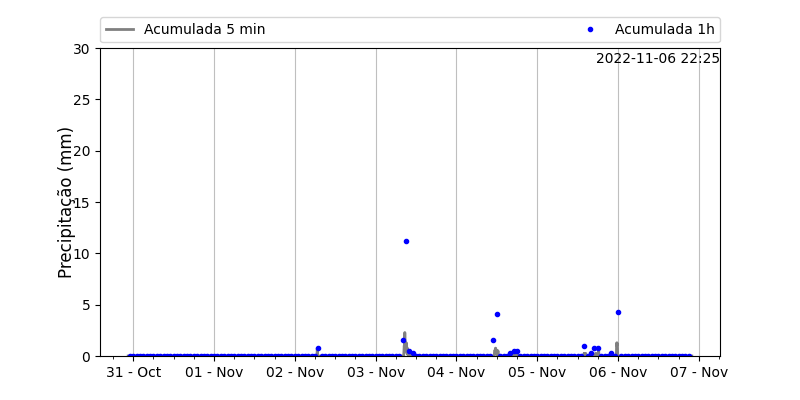 Acumulada 5 min
Acumulada 1h
2022-11-06 22:25
Precipitação (mm)
30
25
20
15
10
5
0
31 - Oct
01 - Nov
02 - Nov
03 - Nov
04 - Nov
05 - Nov
06 - Nov
07 - Nov